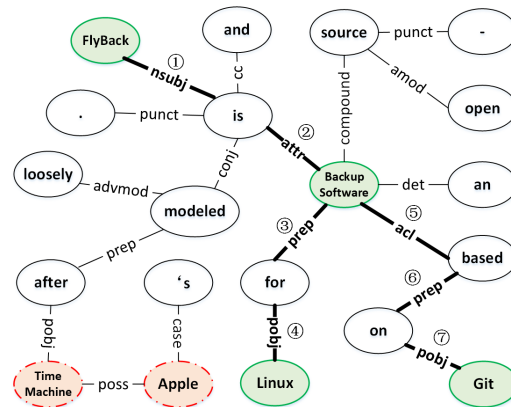 and
source
punct
-
FlyBack
①
nsubj
cc
amod
open
.
punct
is
②
attr
compound
loosely
advmod
conj
Backup
Software
det
an
modeled
③
prep
⑤
acl
prep
based
after
's
for
⑥
prep
pobj
case
④
pobj
on
⑦
pobj
Time
Machine
poss
Apple
Linux
Git